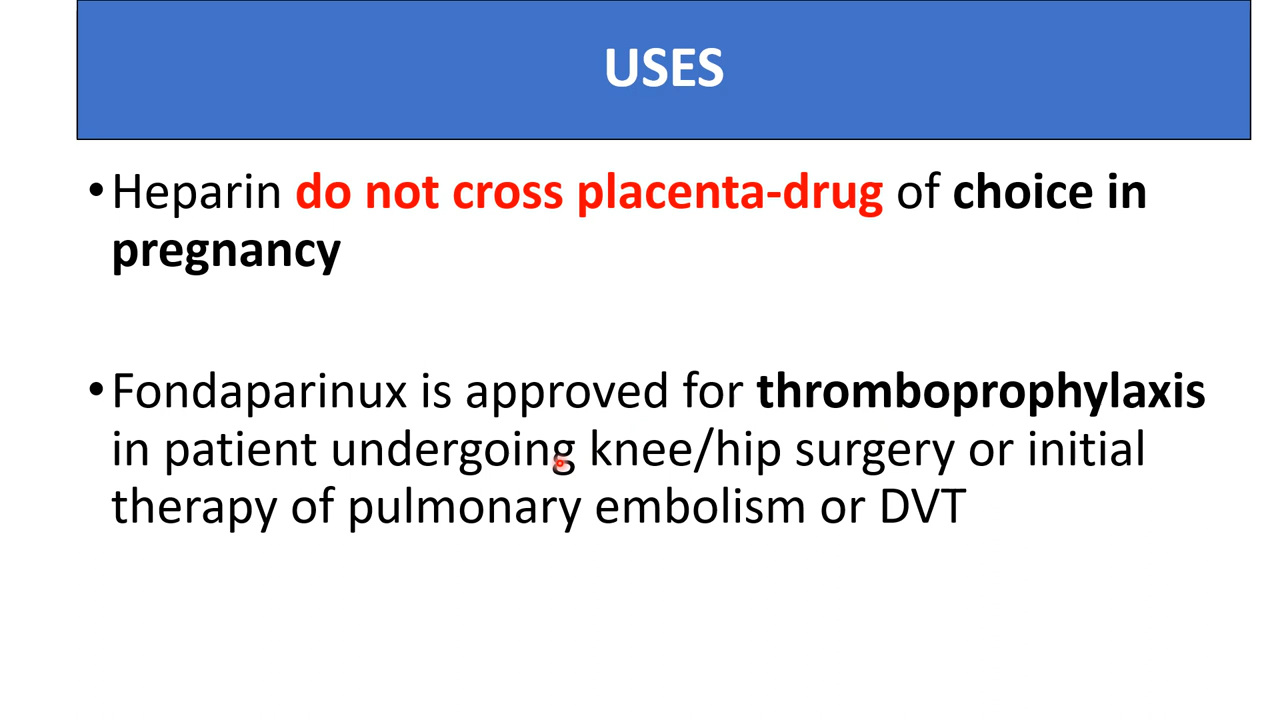 USES
•Heparin do not cross placenta-drug of choice in
pregnancy
•Fondaparinux is approved for thromboprophylaxis
in patient undergoing knee/hip surgery or initial
therapy of pulmonary embolism or DVT